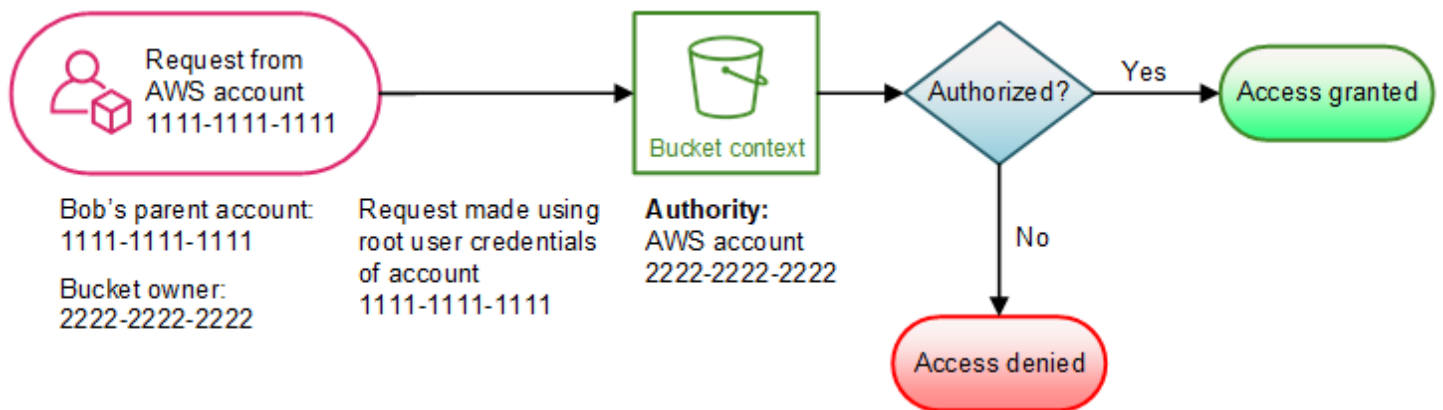 Request from
AWS account
1111-1111-1111
Bucket context
Authorized?
Yes
Access granted
No
Access denied
Bob's parent account:
1111-1111-1111
Bucket owner:
2222-2222-2222
Request made using
root user credentials
of account
1111-1111-1111
Authority:
AWS account
2222-2222-2222